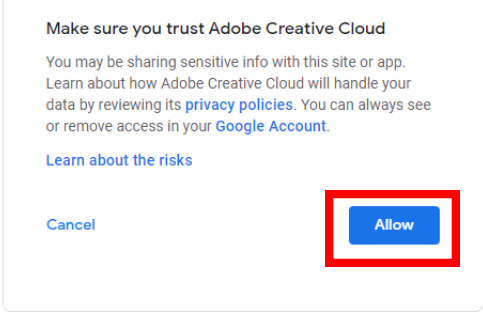 Make sure you trust Adobe Creative Cloud
You may be sharing sensitive info with this site or app.
Learn about how Adobe Creative Cloud will handle your
data by reviewing its privacy policies. You can always see
or remove access in your Google Account.
Learn about the risks
Cancel
Allow